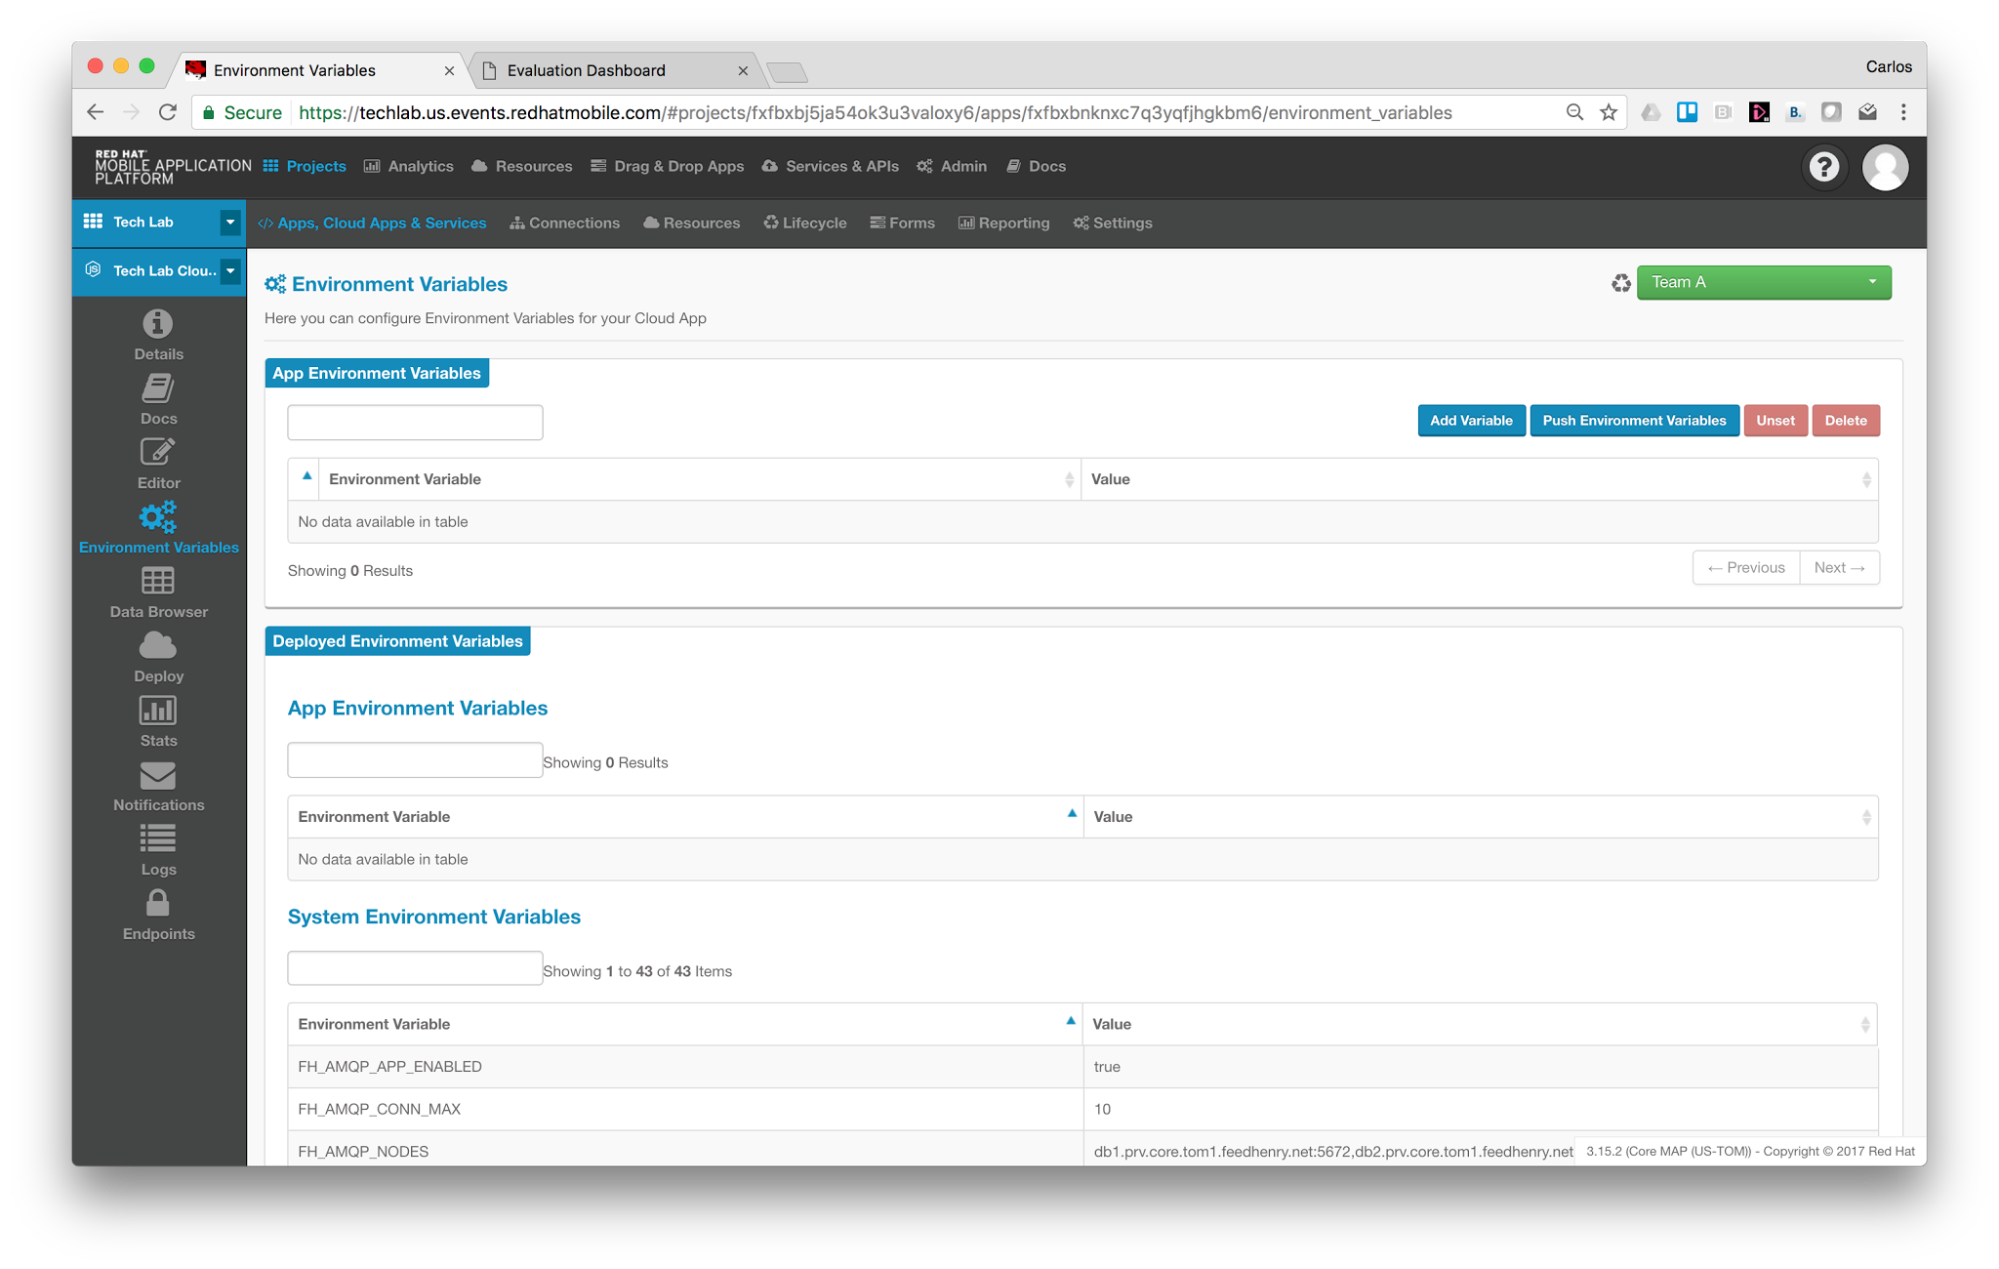 Environment Variables
Evaluation Dashboard
Carlos
Secure https://techlab.us.events.redhatmobile.com/#projects/fxfbxbj5ja54ok3u3valoxy6/apps/fxfbxbnknxc7q3yqfjhgkbm6/environment_variables
B.
RED HAT
MOBILE APPLICATION
PLATFORM
Projects Analytics Resources Drag & Drop Apps Services & APIs Admin Docs
?
Tech Lab
</> Apps, Cloud Apps & Services Connections Resources Lifecycle Forms Reporting Settings
Tech Lab Clou..
Details
Docs
Editor
Environment Variables
Data Browser
Deploy
Stats
Notifications
Logs
Endpoints
Environment Variables
Team A
Here you can configure Environment Variables for your Cloud App
App Environment Variables
Add Variable Push Environment Variables Unset Delete
Environment Variable Value
No data available in table
Showing 0 Results
← Previous Next →
Deployed Environment Variables
App Environment Variables
Showing 0 Results
Environment Variable Value
No data available in table
System Environment Variables
Showing 1 to 43 of 43 Items
Environment Variable Value
FH_AMQP_APP_ENABLED true
FH_AMQP_CONN_MAX 10
FH_AMQP_NODES db1.prv.core.tom1.feedhenry.net:5672,db2.prv.core.tom1.feedhenry.net
3.15.2 (Core MAP (US-TOM)) - Copyright © 2017 Red Hat